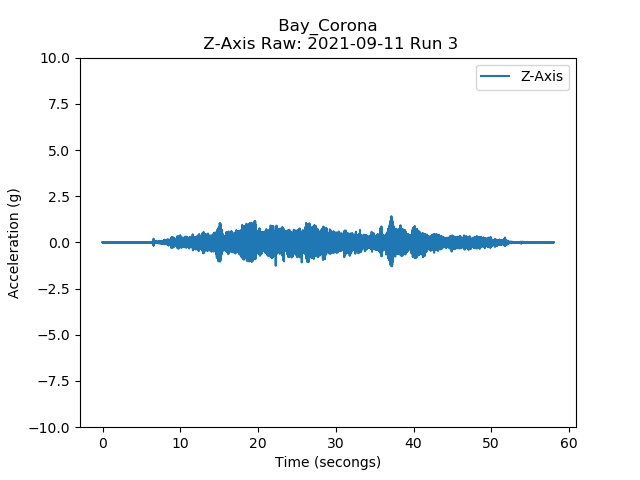 Bay_Corona
Z-Axis Raw: 2021-09-11 Run 3
Z-Axis
10.0
7.5
5.0
2.5
0.0
−2.5
−5.0
−7.5
−10.0
Acceleration (g)
0 10 20 30 40 50 60
Time (secongs)